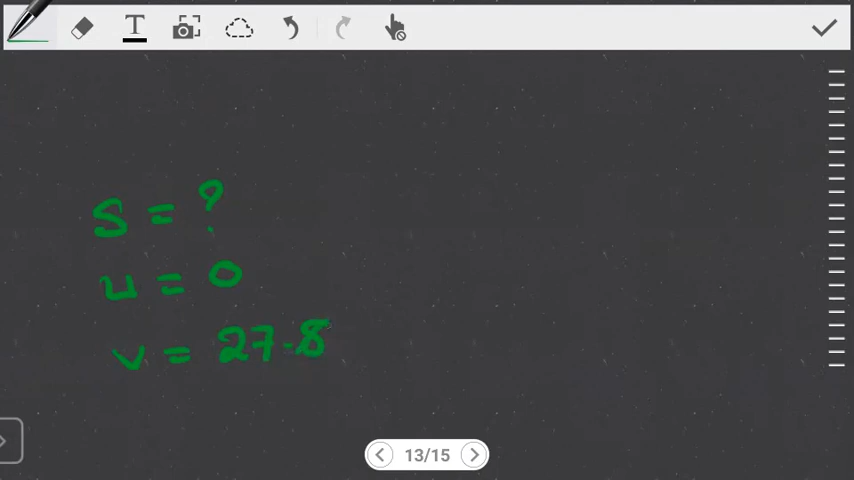 T
s = ?
u = 0
v = 27.8
13/15